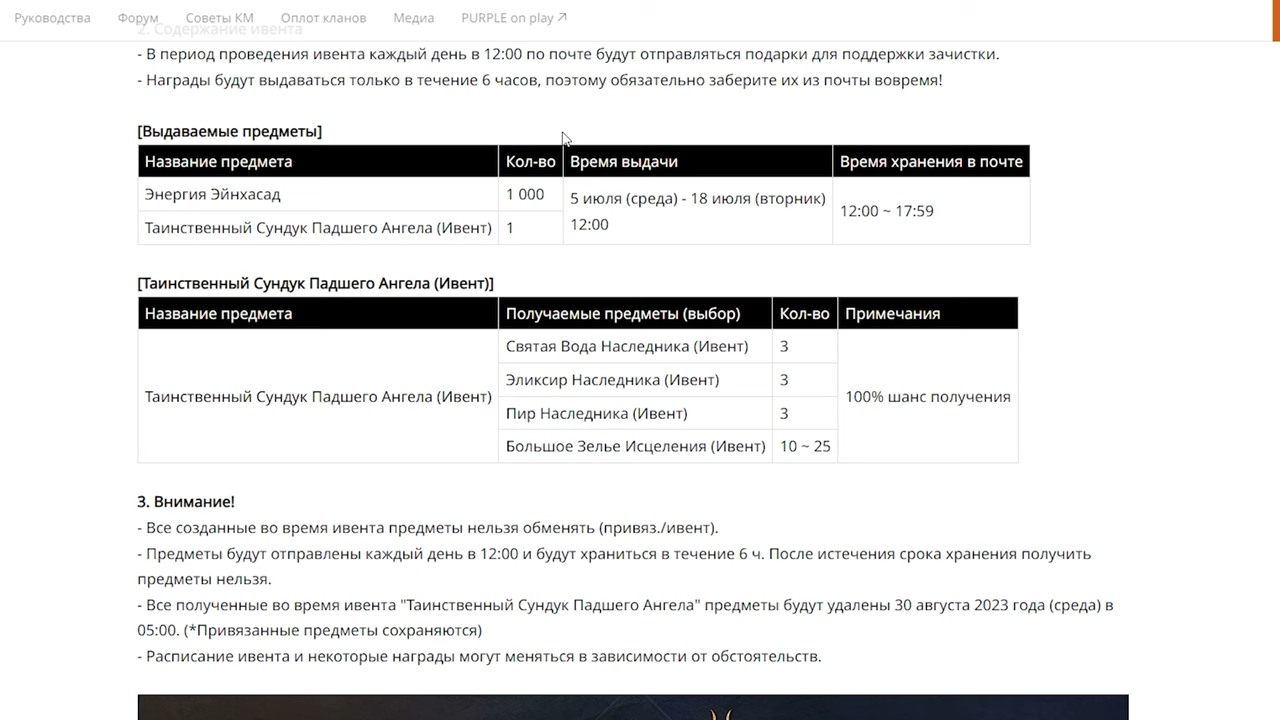 Руководства Форум Советы КМ Оплот кланов Медиа PURPLE on play
2. Содержание ивента
- В период проведения ивента каждый день в 12:00 по почте будут отправляться подарки для поддержки зачистки.
- Награды будут выдаваться только в течение 6 часов, поэтому обязательно заберите их из почты вовремя!
[Выдаваемые предметы]
Название предмета Кол-во Время выдачи Время хранения в почте
Энергия Эйнхасад 1 000
5 июля (среда) - 18 июля (вторник)
12:00
12:00 ~ 17:59
Таинственный Сундук Падшего Ангела (Ивент) 1
[Таинственный Сундук Падшего Ангела (Ивент)]
Название предмета Получаемые предметы (выбор) Кол-во Примечания
Святая Вода Наследника (Ивент) 3
Эликсир Наследника (Ивент) 3
Таинственный Сундук Падшего Ангела (Ивент)
100% шанс получения
Пир Наследника (Ивент) 3
Большое Зелье Исцеления (Ивент) 10 ~ 25
3. Внимание!
- Все созданные во время ивента предметы нельзя обменять (привяз./ивент).
- Предметы будут отправлены каждый день в 12:00 и будут храниться в течение 6 ч. После истечения срока хранения получить
предметы нельзя.
- Все полученные во время ивента "Таинственный Сундук Падшего Ангела" предметы будут удалены 30 августа 2023 года (среда) в
05:00. (*Привязанные предметы сохраняются)
- Расписание ивента и некоторые награды могут меняться в зависимости от обстоятельств.